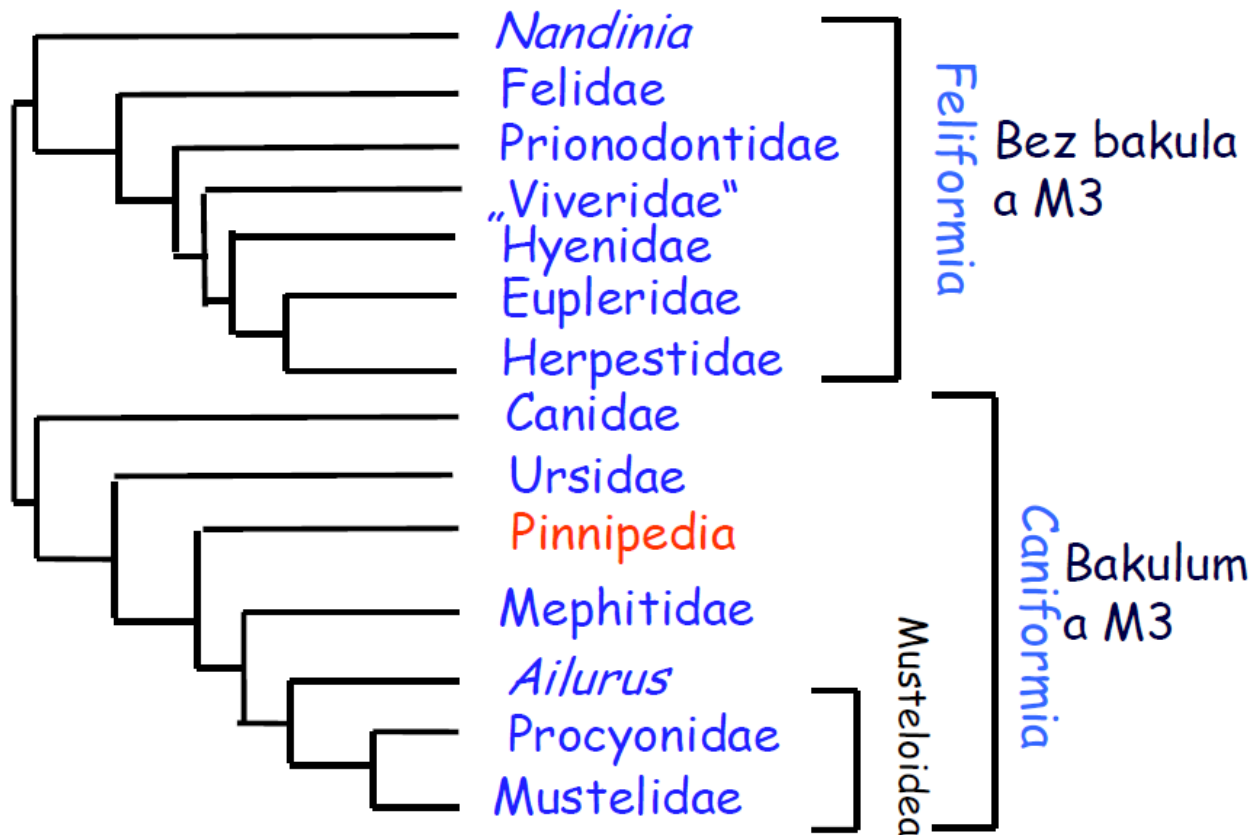 Nandinia
Felidae
Prionodontidae
„Viveridae“
Hyenidae
Eupleridae
Herpestidae
Feliformia
Bez bakula
a M3
Canidae
Ursidae
Pinnipedia
Mephitidae
Ailurus
Procyonidae
Mustelidae
Musteloidea
Caniformia
Bakulum
a M3